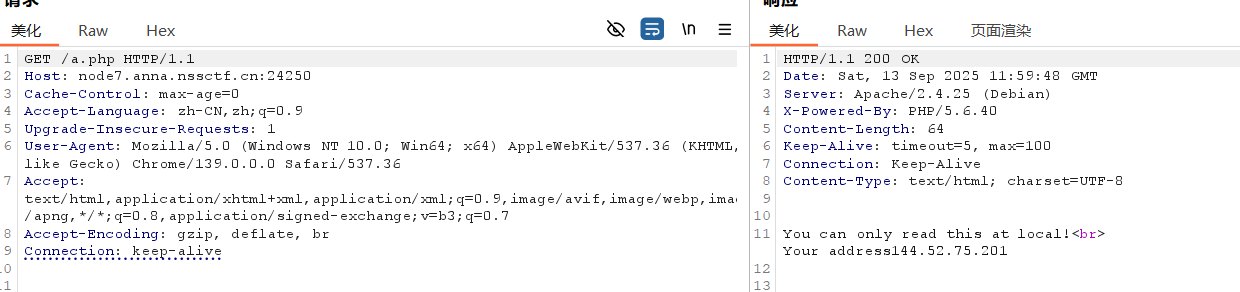 请求
美化 Raw Hex \n
1 GET /a.php HTTP/1.1
2 Host: node7.anna.nssctf.cn:24250
3 Cache-Control: max-age=0
4 Accept-Language: zh-CN,zh;q=0.9
5 Upgrade-Insecure-Requests: 1
6 User-Agent: Mozilla/5.0 (Windows NT 10.0; Win64; x64) AppleWebKit/537.36 (KHTML,
like Gecko) Chrome/139.0.0.0 Safari/537.36
7 Accept:
text/html,application/xhtml+xml,application/xml;q=0.9,image/avif,image/webp,imag
/apng,*/*;q=0.8,application/signed-exchange;v=b3;q=0.7
8 Accept-Encoding: gzip, deflate, br
9 Connection: keep-alive
10
11
响应
美化 Raw Hex 页面渲染
1 HTTP/1.1 200 OK
2 Date: Sat, 13 Sep 2025 11:59:48 GMT
3 Server: Apache/2.4.25 (Debian)
4 X-Powered-By: PHP/5.6.40
5 Content-Length: 64
6 Keep-Alive: timeout=5, max=100
7 Connection: Keep-Alive
8 Content-Type: text/html; charset=UTF-8
9
10
11 You can only read this at local!<br>
Your address144.52.75.201
12
13